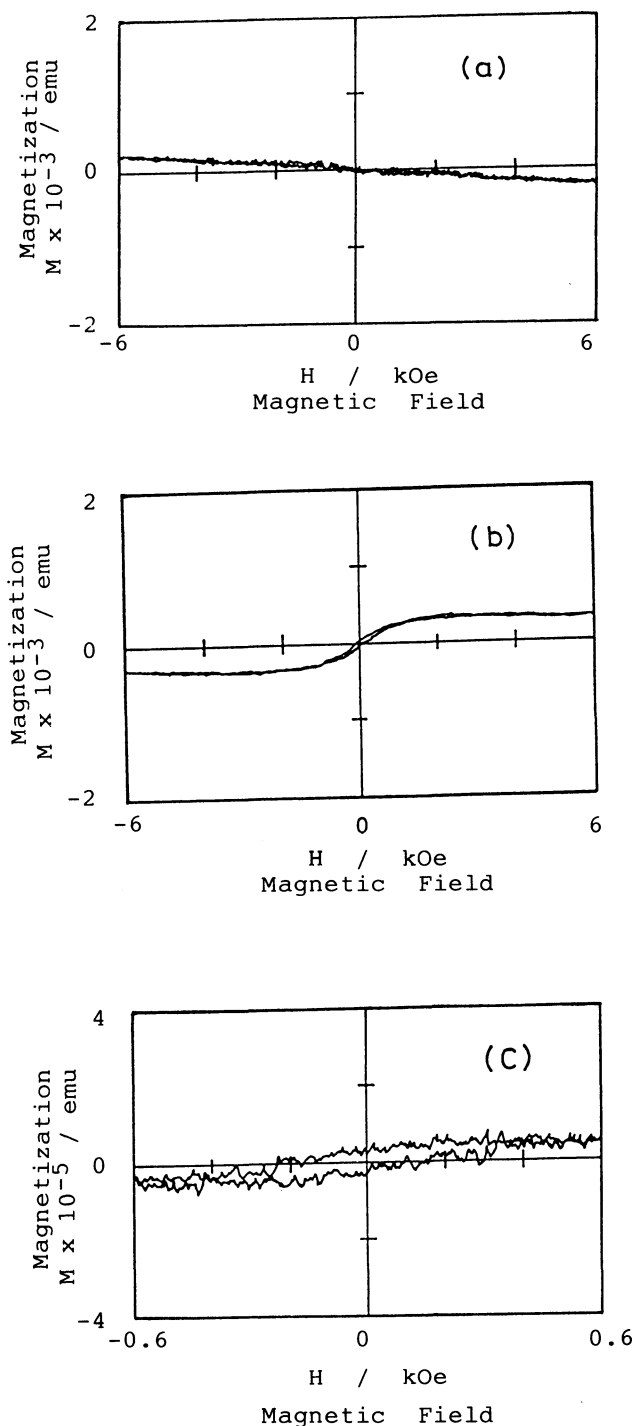 2
(a)
Magnetization
M x 10-3 / emu
0
-2
-6
0
6
H / kOe
Magnetic Field
2
(b)
Magnetization
M x 10-3 / emu
0
-2
-6
0
6
H / kOe
Magnetic Field
4
(C)
Magnetization
M x 10-5 / emu
0
-4
-0.6
0
0.6
H / kOe
Magnetic Field